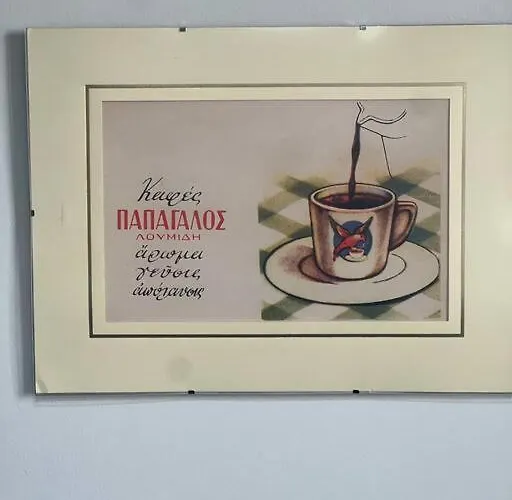 Καφές
ΠΑΠΑΓΑΛΟΣ
ΛΟΥΜΙΔΗ
ἄρωμα
γεῦσις
ἀπόλαυσις